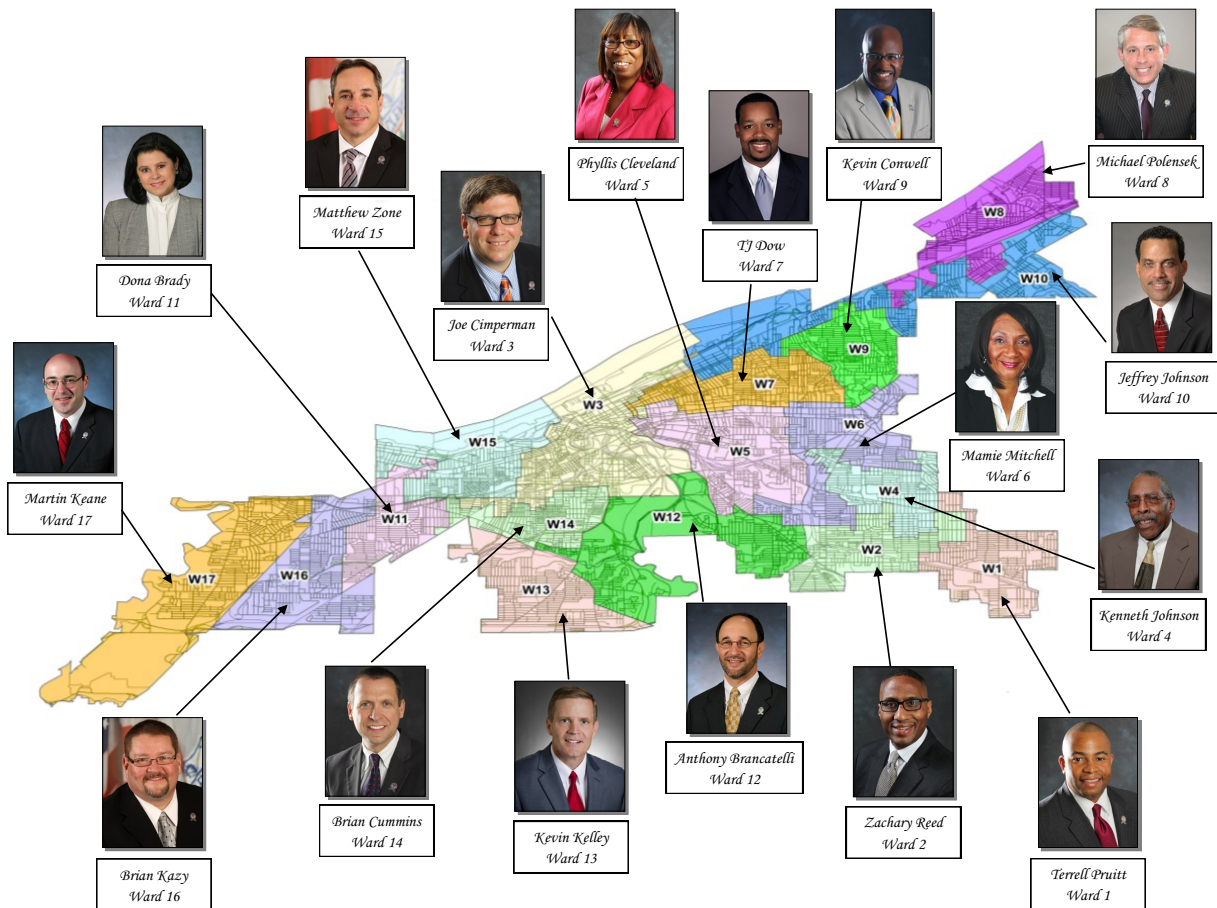 Phyllis Cleveland
Ward 5
Kevin Conwell
Ward 9
Michael Polensek
Ward 8
Matthew Zone
Ward 15
TJ Dow
Ward 7
Dona Brady
Ward 11
Joe Cimperman
Ward 3
Jeffrey Johnson
Ward 10
Mamie Mitchell
Ward 6
Martin Keane
Ward 17
Kenneth Johnson
Ward 4
W8
W10
W9
W7
W3
W6
W15
W5
W4
W11
W14
W12
W2
W17
W16
W13
W1
Anthony Brancatelli
Ward 12
Brian Cummins
Ward 14
Kevin Kelley
Ward 13
Zachary Reed
Ward 2
Brian Kazy
Ward 16
Terrell Pruitt
Ward 1